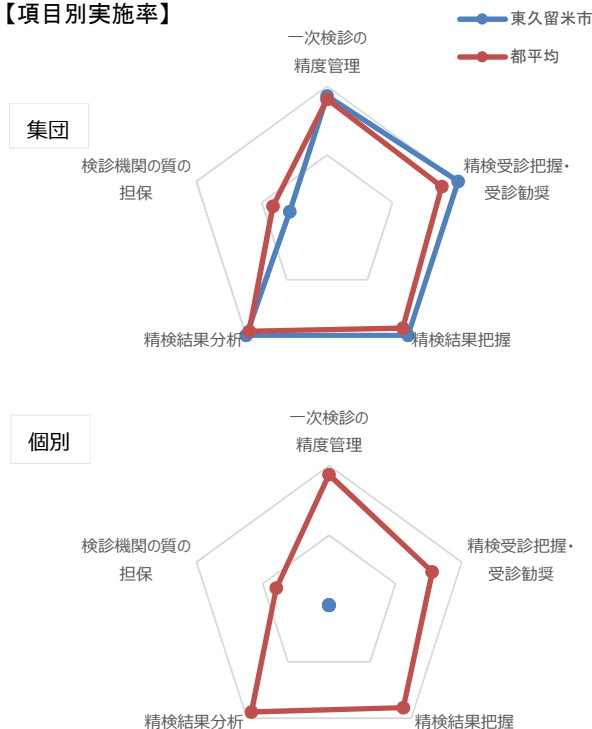 【項目別実施率】
東久留米市
都平均
集団
一次検診の
精度管理
精検受診把握・
受診勧奨
精検結果把握
精検結果分析
検診機関の質の
担保
個別
一次検診の
精度管理
精検受診把握・
受診勧奨
精検結果把握
精検結果分析
検診機関の質の
担保